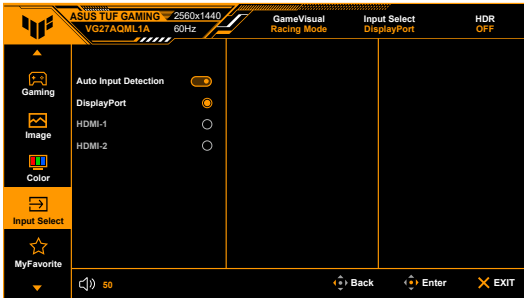 ASUS TUF GAMING 2560x1440
VG27AQML1A 60Hz
GameVisual
Racing Mode
Input Select
DisplayPort
HDR
OFF
Gaming
Image
Color
Input Select
MyFavorite
Auto Input Detection
DisplayPort
HDMI-1
HDMI-2
50
Back
Enter
EXIT